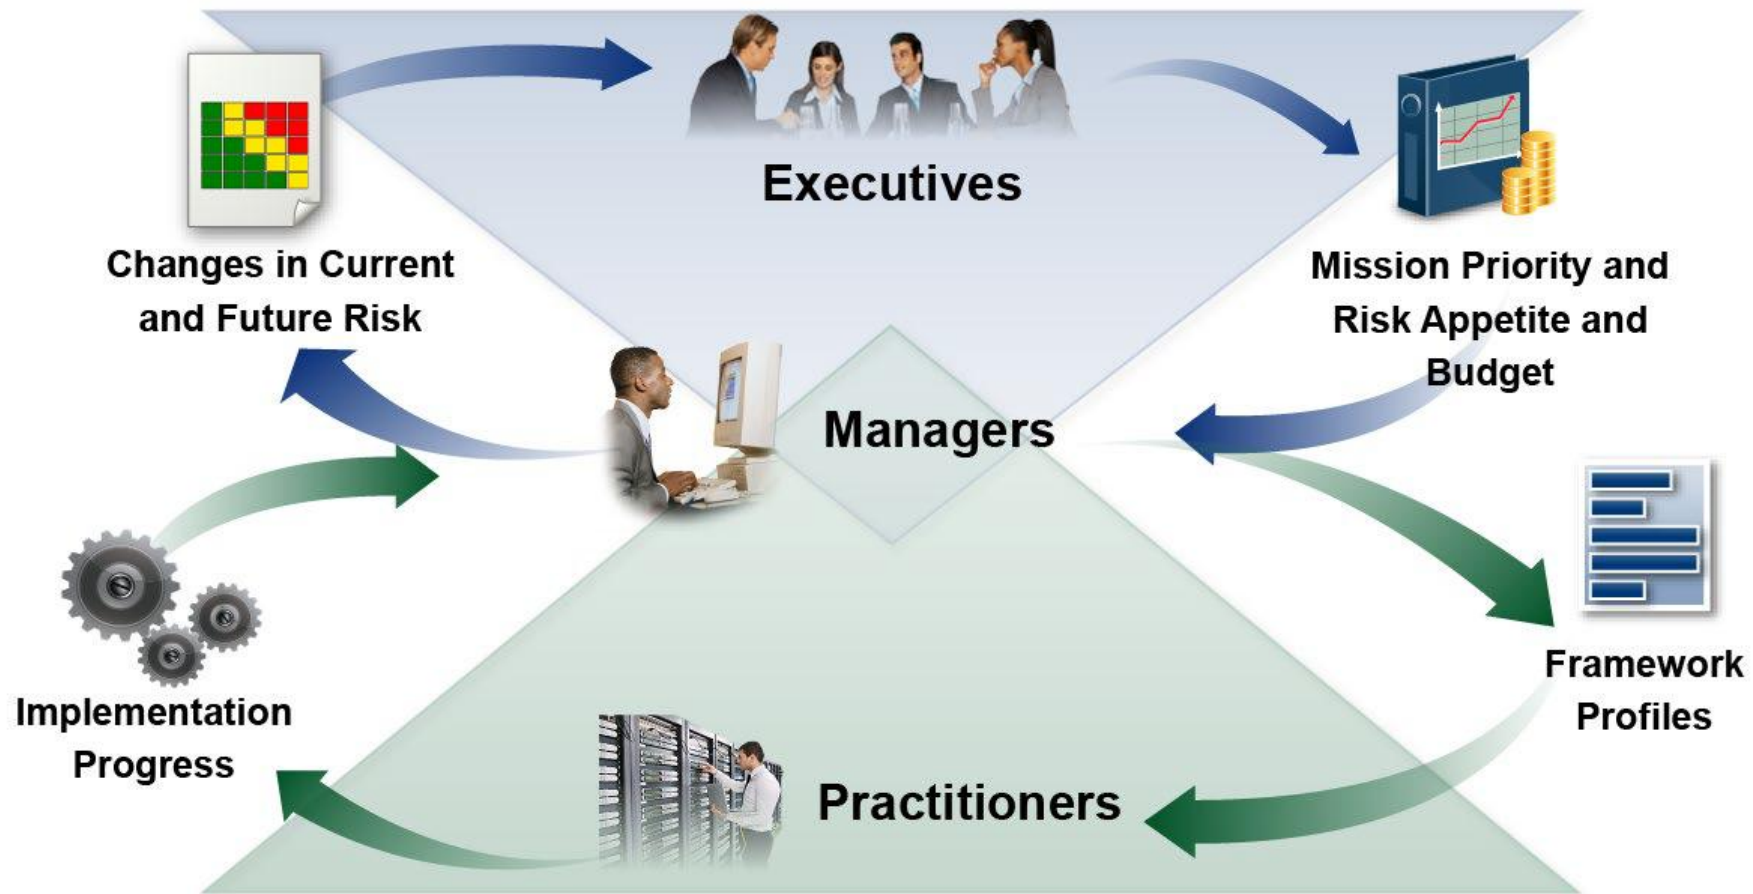 Executives
Changes in Current
and Future Risk
Mission Priority and
Risk Appetite and
Budget
Managers
Framework
Profiles
Implementation
Progress
Practitioners